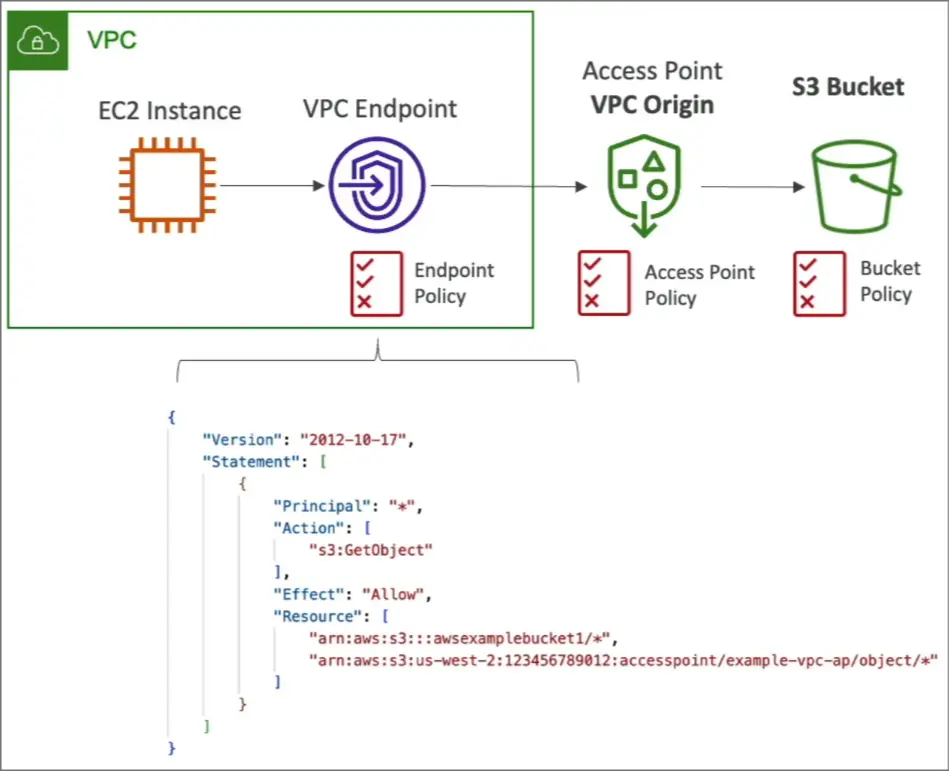 VPC
EC2 Instance
VPC Endpoint
Access Point
VPC Origin
S3 Bucket
Endpoint
Policy
Access Point
Policy
Bucket
Policy
{
"Version": "2012-10-17",
"Statement": [
{
"Principal": "*",
"Action": [
"s3:GetObject"
],
"Effect": "Allow",
"Resource": [
"arn:aws:s3:::awsexamplebucket1/*",
"arn:aws:s3:us-west-2:123456789012:accesspoint/example-vpc-ap/object/*"
]
}
]
}